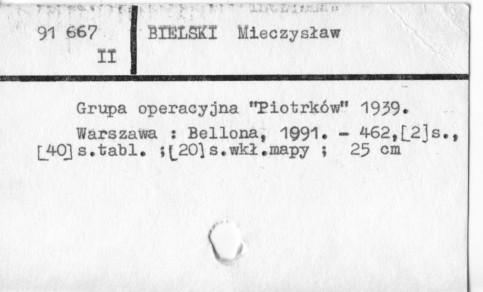 91 667 BIELSKI Mieczysław
II
Grupa operacyjna "Piotrków" 1939.
Warszawa : Bellona, 1991. - 462,[2]s.,
[40]s.tabl. ;[20]s.wkł.mapy ; 25 cm